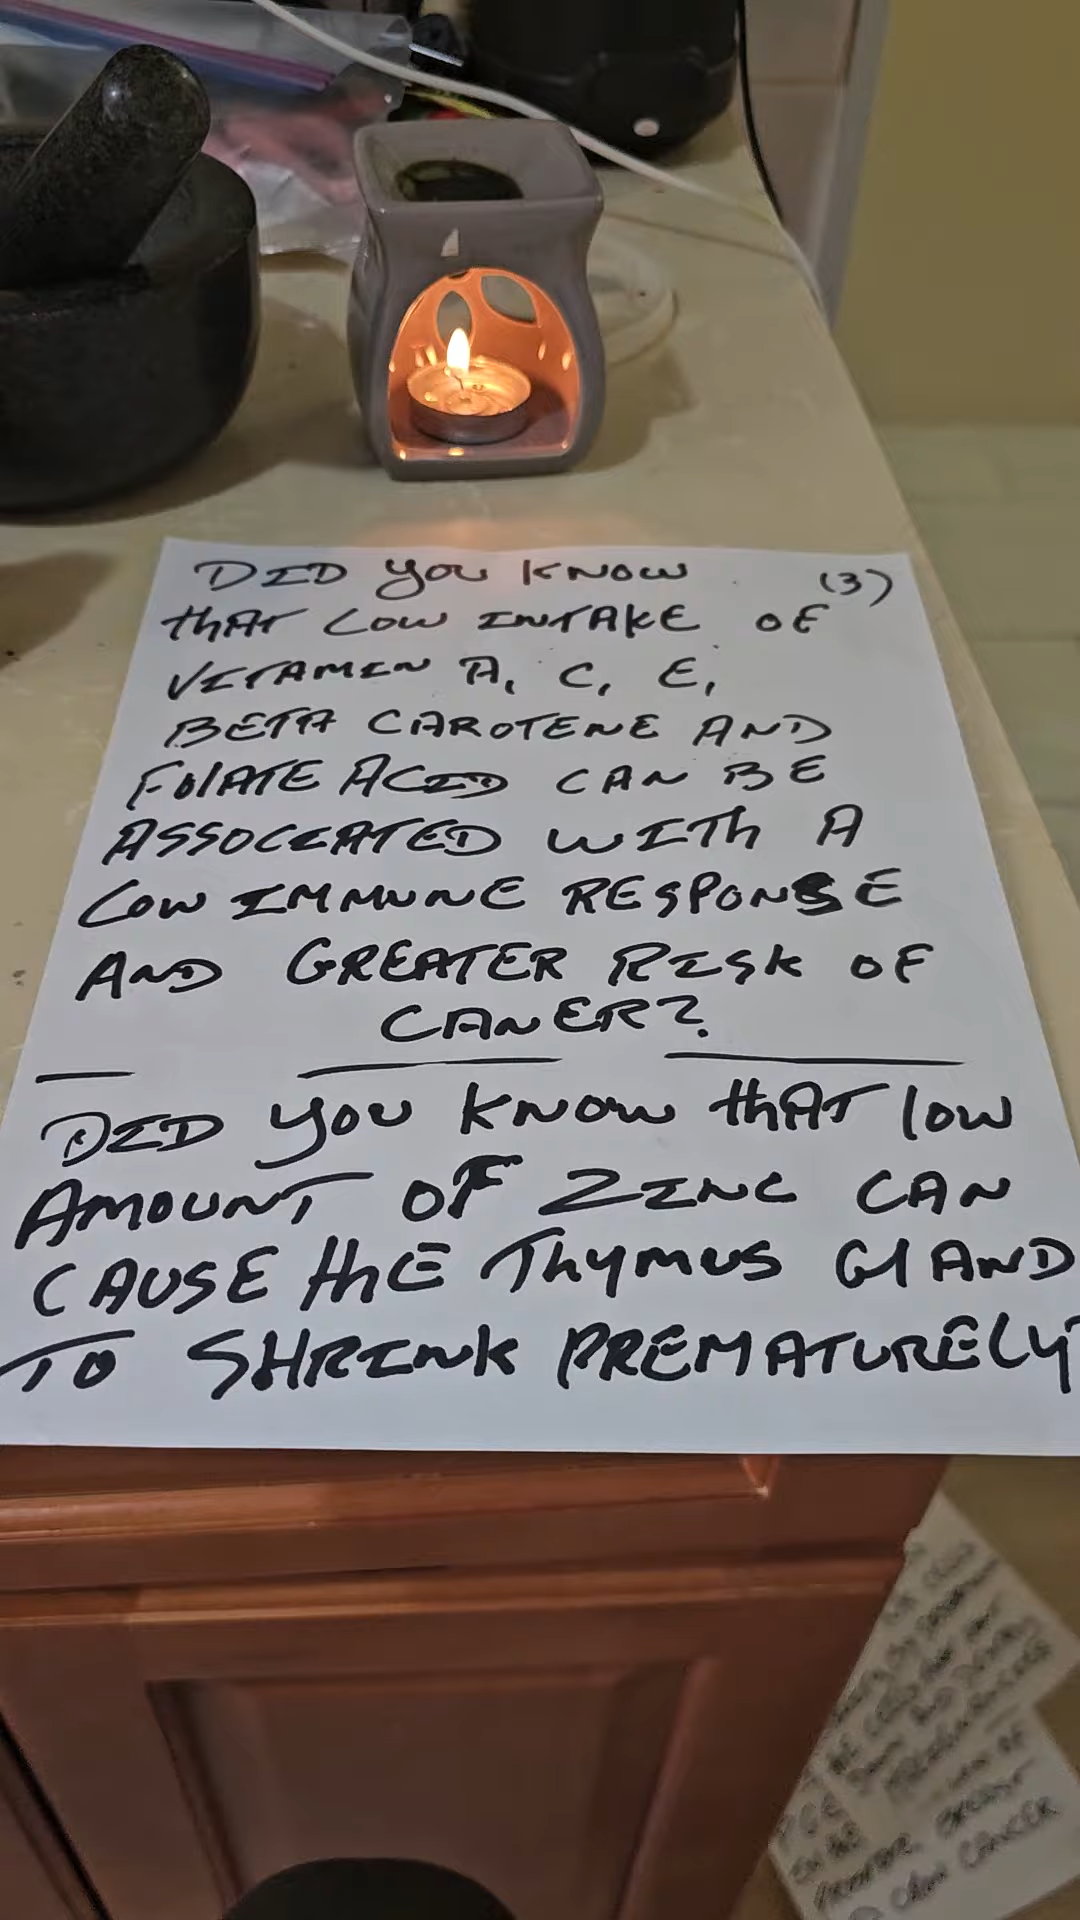 DID you KNOW (3)
thAT LOW INTAKE OF
VITAMIN A, C, E,
BETA CAROTENE AND
FOlATE ACID CAN BE
ASSOCIATED WITh A
LOW IMMUNE RESPONSE
AND GREATER RISK OF
CANER?
DID you KNOW thAT low
AMOUNT OF ZINC CAN
CAUSE thE Thymus GlAND
TO SHRINK PREMATURELY
BREAST
CANCER